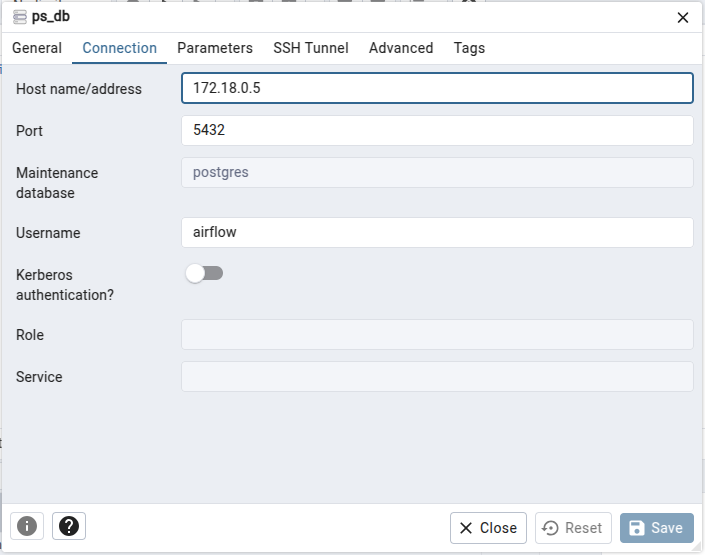 ps_db
General Connection Parameters SSH Tunnel Advanced Tags
Host name/address 172.18.0.5
Port 5432
Maintenance database postgres
Username airflow
Kerberos authentication?
Role
Service
Close Reset Save